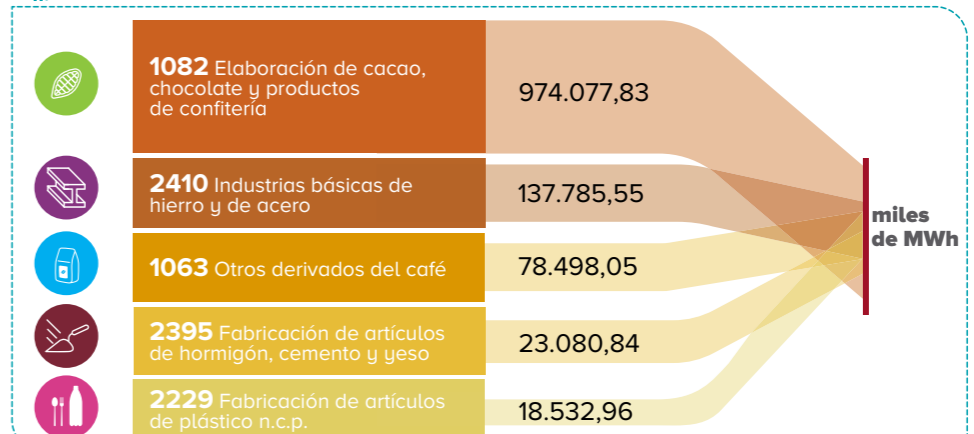 1082 Elaboración de cacao,
chocolate y productos
de confitería
974.077,83
2410 Industrias básicas de
hierro y de acero
137.785,55
1063 Otros derivados del café
78.498,05
2395 Fabricación de artículos
de hormigón, cemento y yeso
23.080,84
2229 Fabricación de artículos
de plástico n.c.p.
18.532,96
miles
de MWh